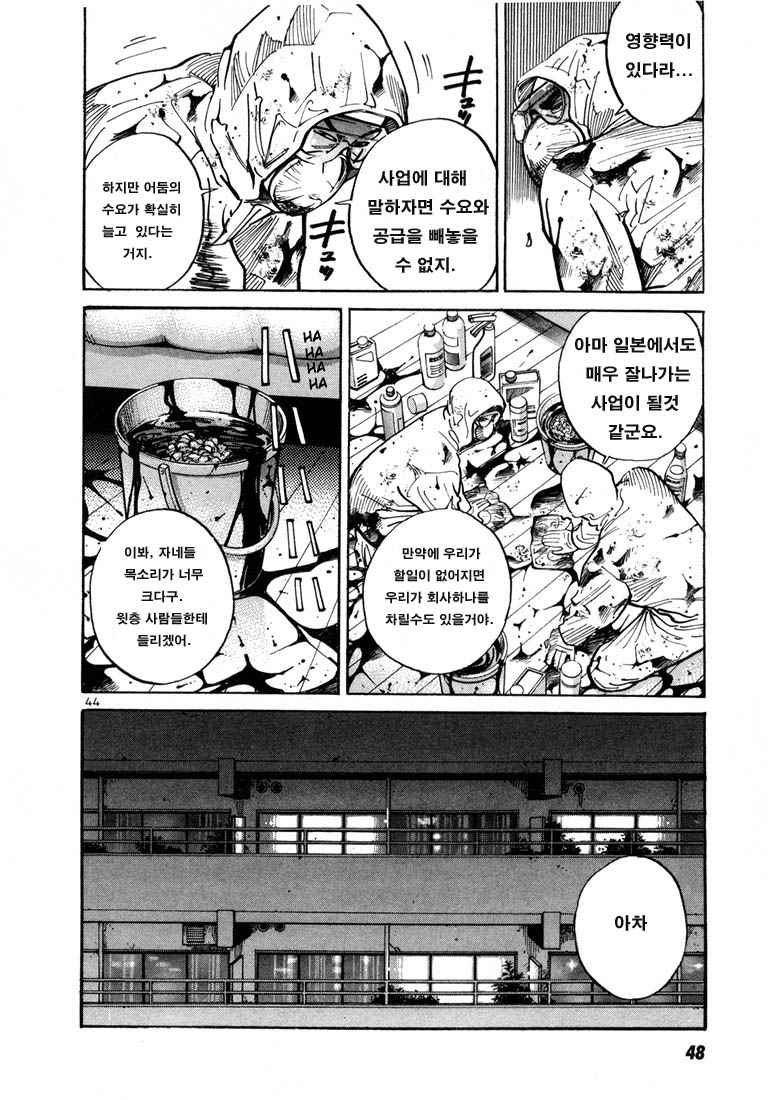 영향력이
있다라...
사업에 대해
말하자면 수요와
공급을 빼놓을
수 없지.
하지만 어둠의
수요가 확실히
늘고 있다는
거지.
キュッ
キュッ
아마 일본에서도
매우 잘나가는
사업이 될것
같군요.
만약에 우리가
할일이 없어지면
우리가 회사하나를
차릴수도 있을거야.
HA
HA
HA
HA
이봐, 자네들
목소리가 너무
크다구.
윗층 사람들한테
들리겠어.
44
아차
48